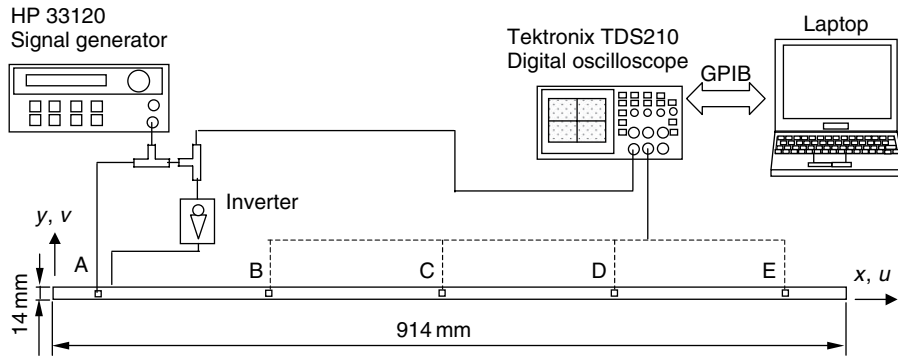 HP 33120
Signal generator
Tektronix TDS210
Digital oscilloscope
Laptop
GPIB
Inverter
y, v
A
B
C
D
E
x, u
14 mm
914 mm